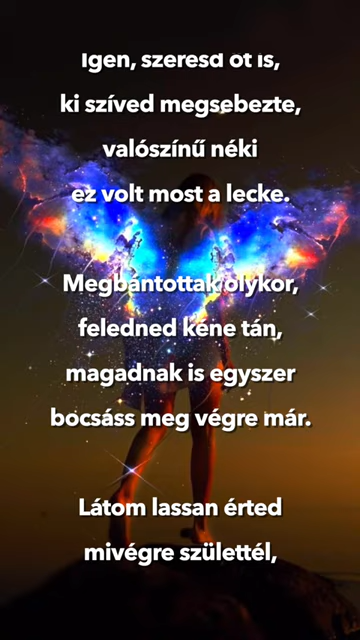 Igen, szeresd őt is,
ki szíved megsebezte,
valószínű néki
ez volt most a lecke.
Megbántottak olykor,
feledned kéne tán,
magadnak is egyszer
bocsáss meg végre már.
Látom lassan érted
mivégre születtél,